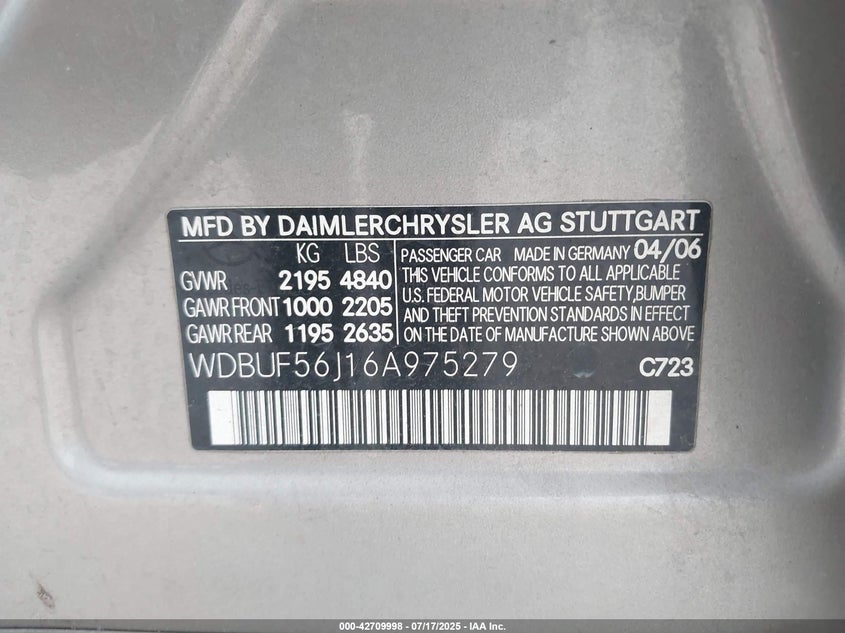 MFD BY DAIMLERCHRYSLER AG STUTTGART
KG LBS
GVWR 2195 4840
GAWR FRONT 1000 2205
GAWR REAR 1195 2635
PASSENGER CAR MADE IN GERMANY 04/06
THIS VEHICLE CONFORMS TO ALL APPLICABLE
U.S. FEDERAL MOTOR VEHICLE SAFETY,BUMPER
AND THEFT PREVENTION STANDARDS IN EFFECT
ON THE DATE OF MANUFACTURE SHOWN ABOVE
WDBUF56J16A975279 C723
000-42709998 - 07/17/2025 - IAA Inc.